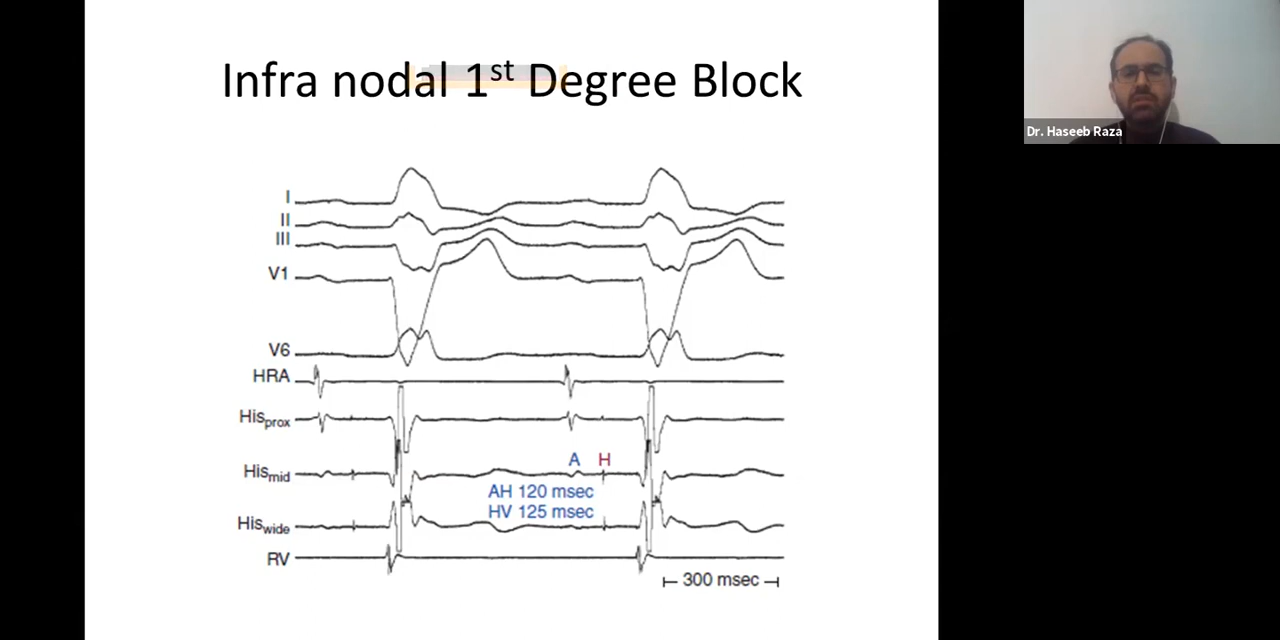 Infra nodal 1st Degree Block
Dr. Haseeb Raza
I
II
III
V1
V6
HRA
Hisprox
Hismid
A H
AH 120 msec
HV 125 msec
Hiswide
RV
300 msec